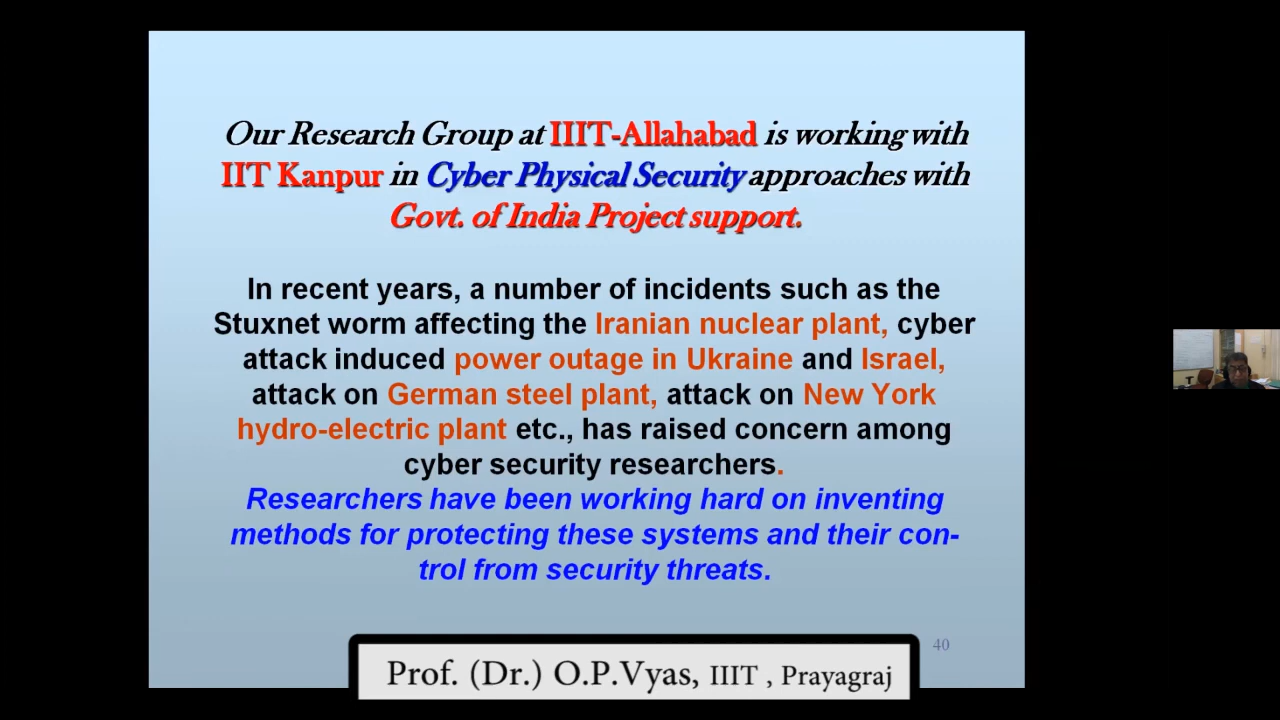 Our Research Group at IIIT-Allahabad is working with
IIT Kanpur in Cyber Physical Security approaches with
Govt. of India Project support.
In recent years, a number of incidents such as the
Stuxnet worm affecting the Iranian nuclear plant, cyber
attack induced power outage in Ukraine and Israel,
attack on German steel plant, attack on New York
hydro-electric plant etc., has raised concern among
cyber security researchers.
Researchers have been working hard on inventing
methods for protecting these systems and their con-
trol from security threats.
40
Prof. (Dr.) O.P.Vyas, IIIT , Prayagraj